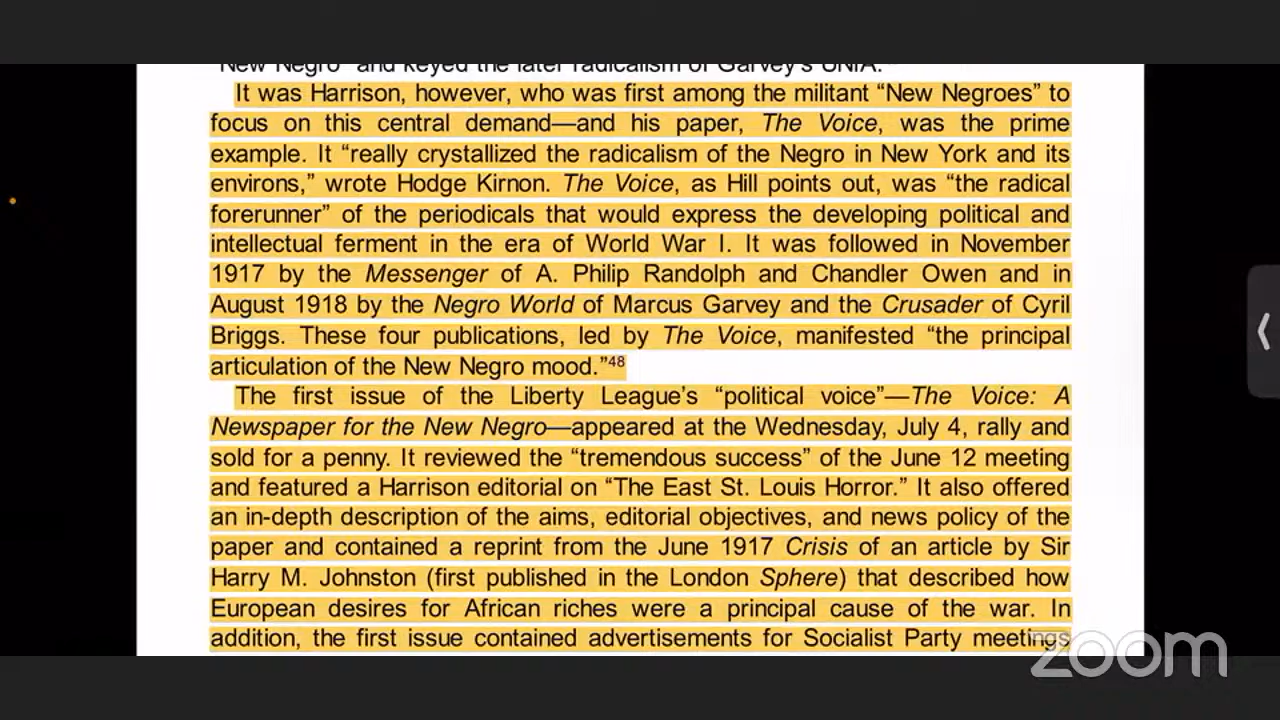 "New Negro" and keyed the later radicalism of Garvey's UNIA.
It was Harrison, however, who was first among the militant “New Negroes” to
focus on this central demand—and his paper, The Voice, was the prime
example. It “really crystallized the radicalism of the Negro in New York and its
environs,” wrote Hodge Kirnon. The Voice, as Hill points out, was “the radical
forerunner” of the periodicals that would express the developing political and
intellectual ferment in the era of World War I. It was followed in November
1917 by the Messenger of A. Philip Randolph and Chandler Owen and in
August 1918 by the Negro World of Marcus Garvey and the Crusader of Cyril
Briggs. These four publications, led by The Voice, manifested “the principal
articulation of the New Negro mood.”48
The first issue of the Liberty League’s “political voice”—The Voice: A
Newspaper for the New Negro—appeared at the Wednesday, July 4, rally and
sold for a penny. It reviewed the “tremendous success” of the June 12 meeting
and featured a Harrison editorial on “The East St. Louis Horror.” It also offered
an in-depth description of the aims, editorial objectives, and news policy of the
paper and contained a reprint from the June 1917 Crisis of an article by Sir
Harry M. Johnston (first published in the London Sphere) that described how
European desires for African riches were a principal cause of the war. In
addition, the first issue contained advertisements for Socialist Party meetings
zoom